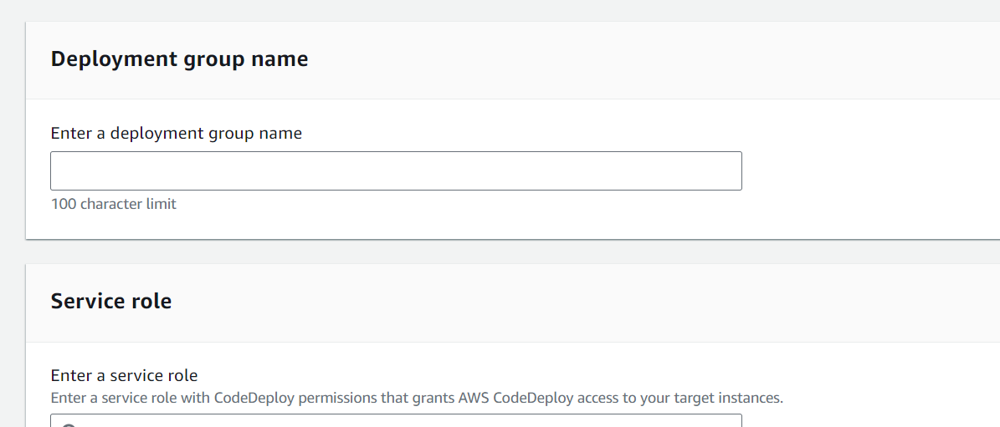 Deployment group name
Enter a deployment group name
100 character limit
Service role
Enter a service role
Enter a service role with CodeDeploy permissions that grants AWS CodeDeploy access to your target instances.